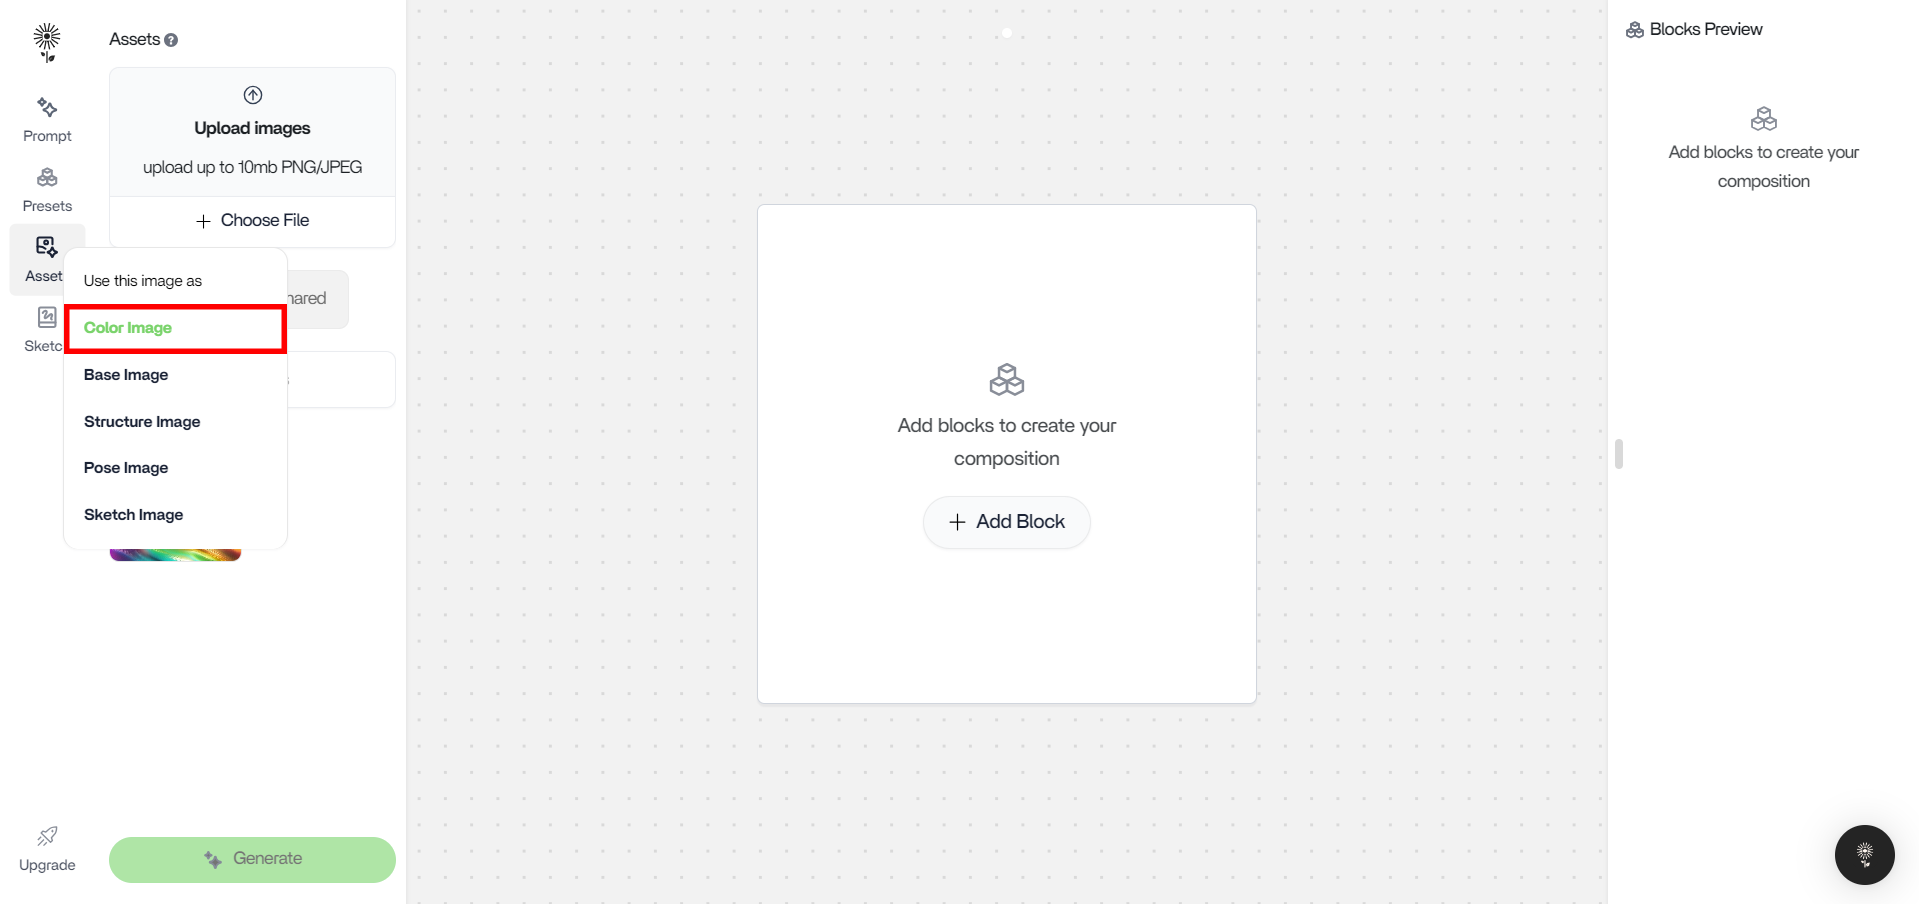 Assets
Upload images
upload up to 10mb PNG/JPEG
Choose File
Prompt
Presets
Sketc
Use this image as
Color Image
Base Image
Structure Image
Pose Image
Sketch Image
Upgrade
Generate
Add blocks to create your
composition
Add Block
Blocks Preview
Add blocks to create your
composition